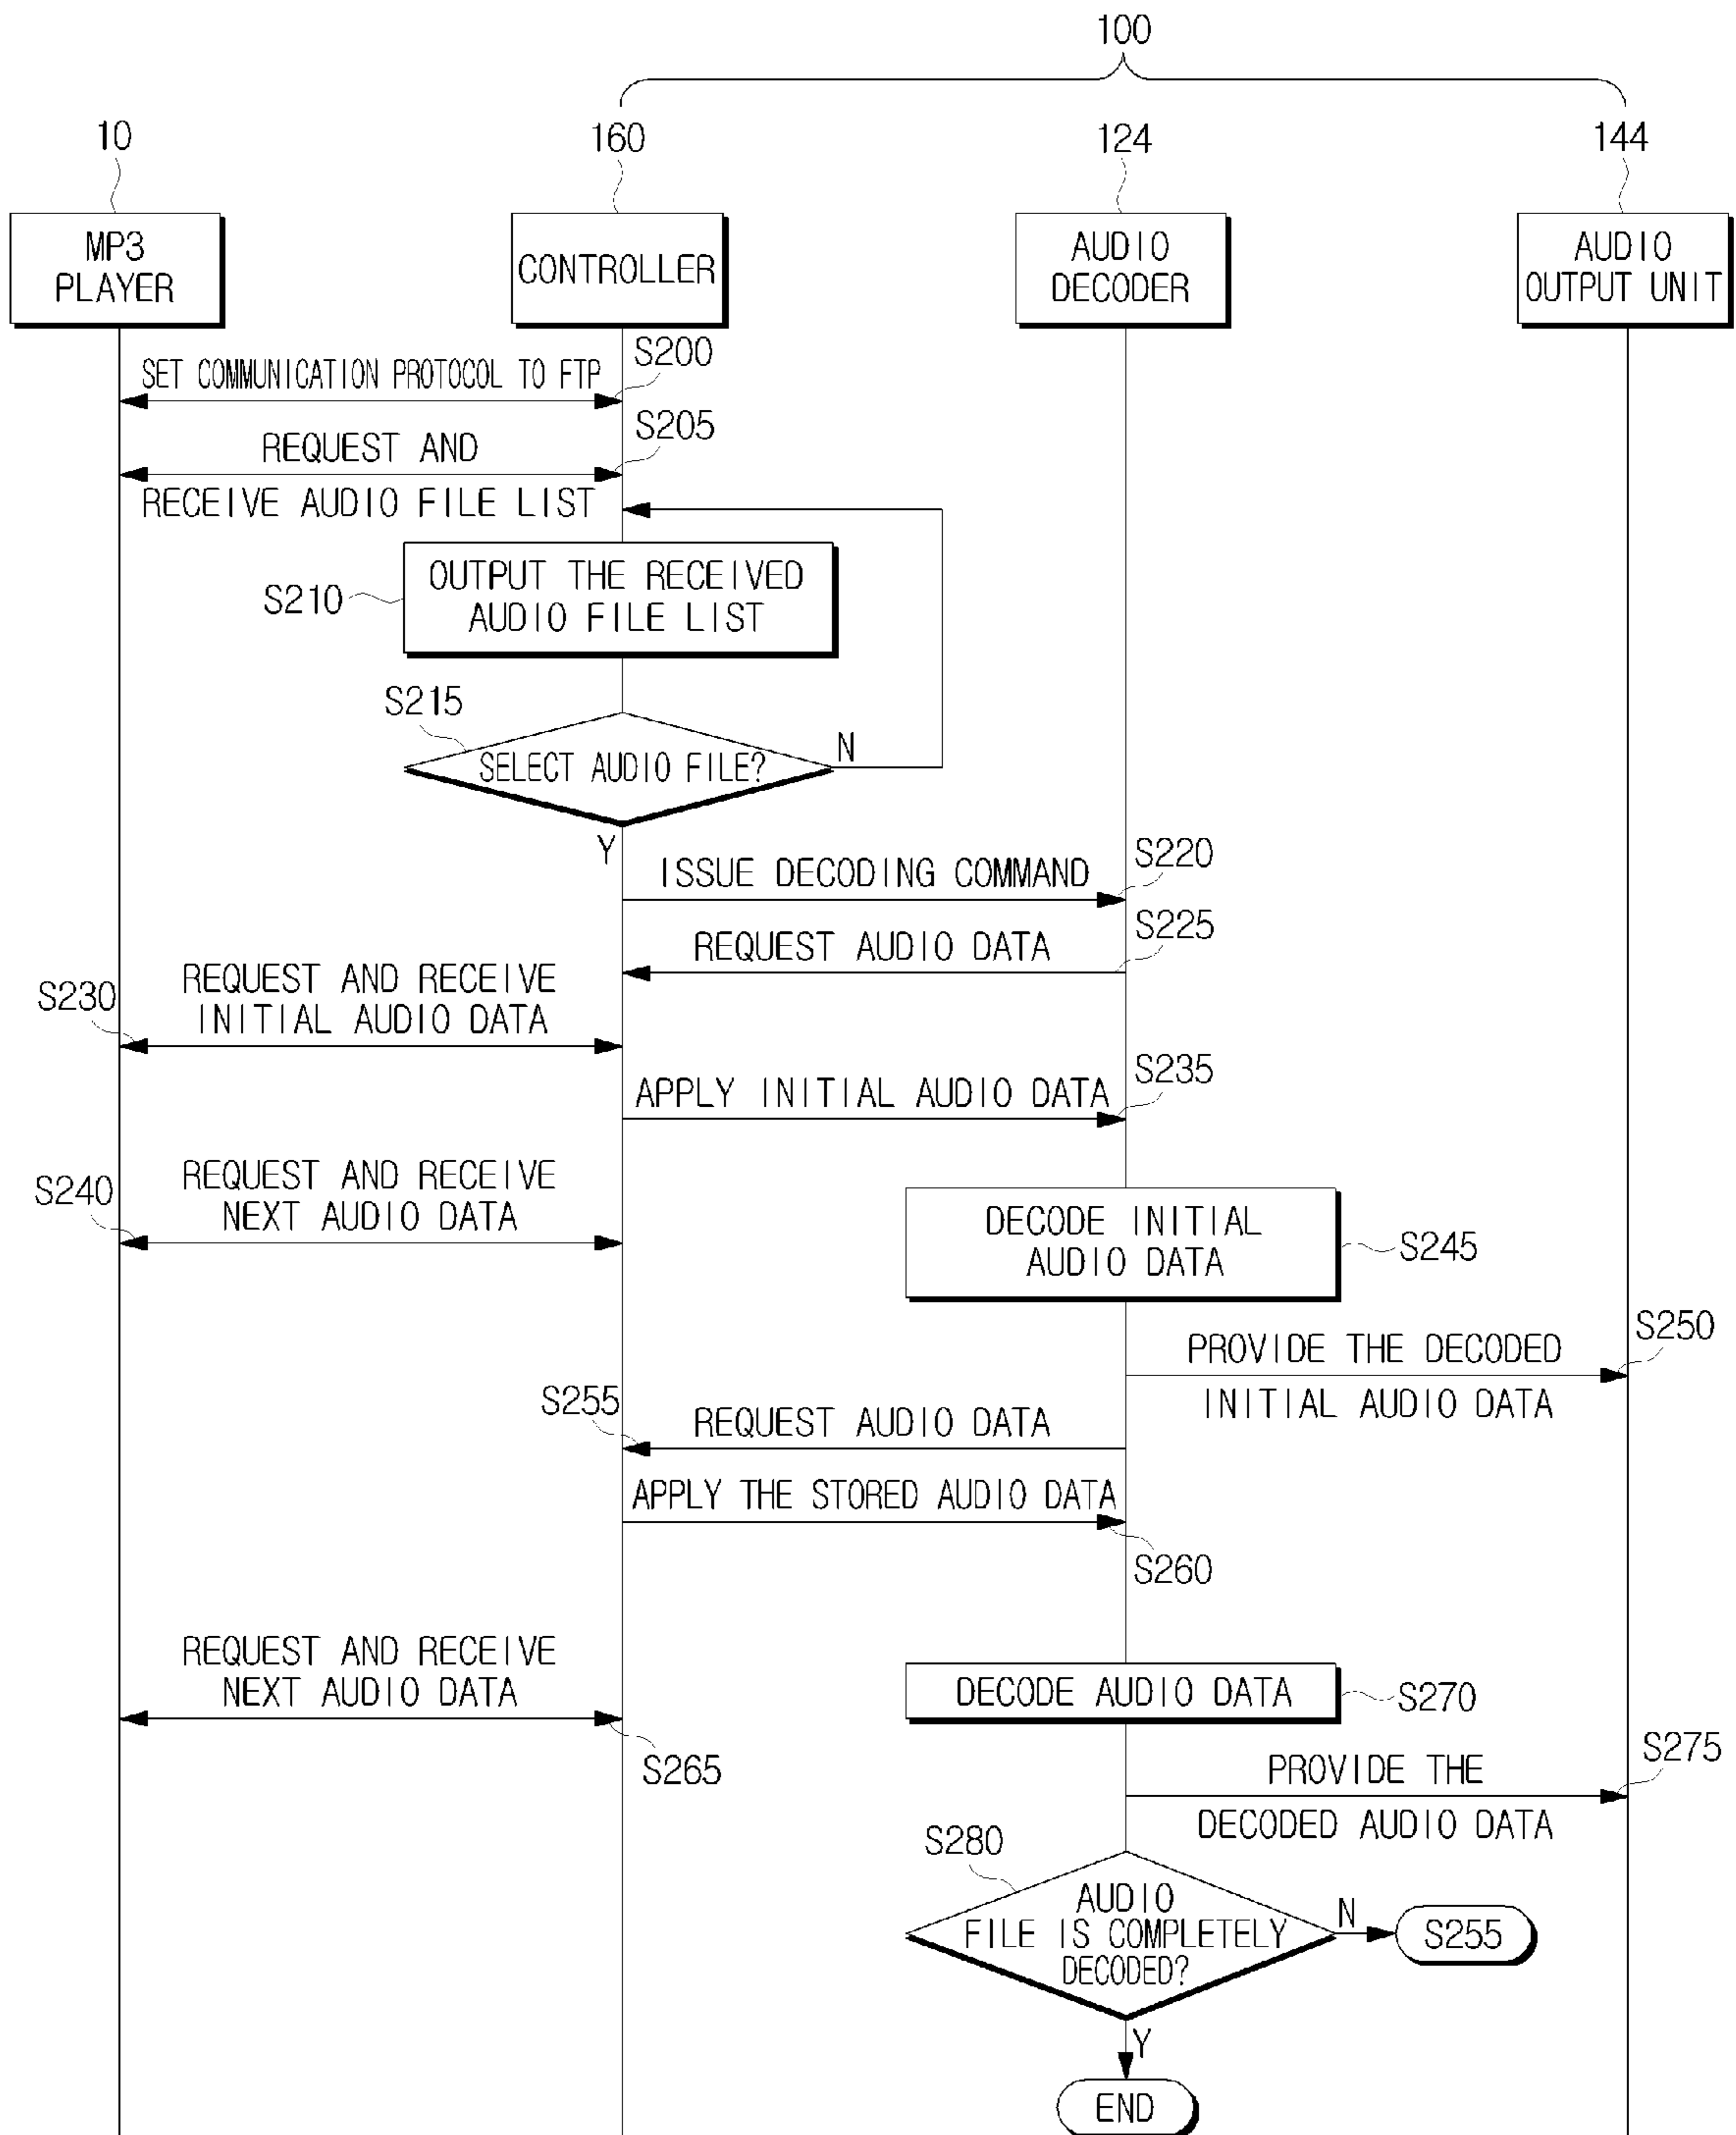 100
10
160
124
144
MP3
PLAYER
CONTROLLER
AUDIO
DECODER
AUDIO
OUTPUT UNIT
SET COMMUNICATION PROTOCOL TO FTP
S200
REQUEST AND
RECEIVE AUDIO FILE LIST
S205
S210
OUTPUT THE RECEIVED
AUDIO FILE LIST
S215
SELECT AUDIO FILE?
N
Y
ISSUE DECODING COMMAND
S220
REQUEST AUDIO DATA
S225
S230
REQUEST AND RECEIVE
INITIAL AUDIO DATA
APPLY INITIAL AUDIO DATA
S235
S240
REQUEST AND RECEIVE
NEXT AUDIO DATA
DECODE INITIAL
AUDIO DATA
S245
PROVIDE THE DECODED
INITIAL AUDIO DATA
S250
S255
REQUEST AUDIO DATA
APPLY THE STORED AUDIO DATA
S260
REQUEST AND RECEIVE
NEXT AUDIO DATA
S265
DECODE AUDIO DATA
S270
PROVIDE THE
DECODED AUDIO DATA
S275
S280
AUDIO
FILE IS COMPLETELY
DECODED?
N
S255
Y
END